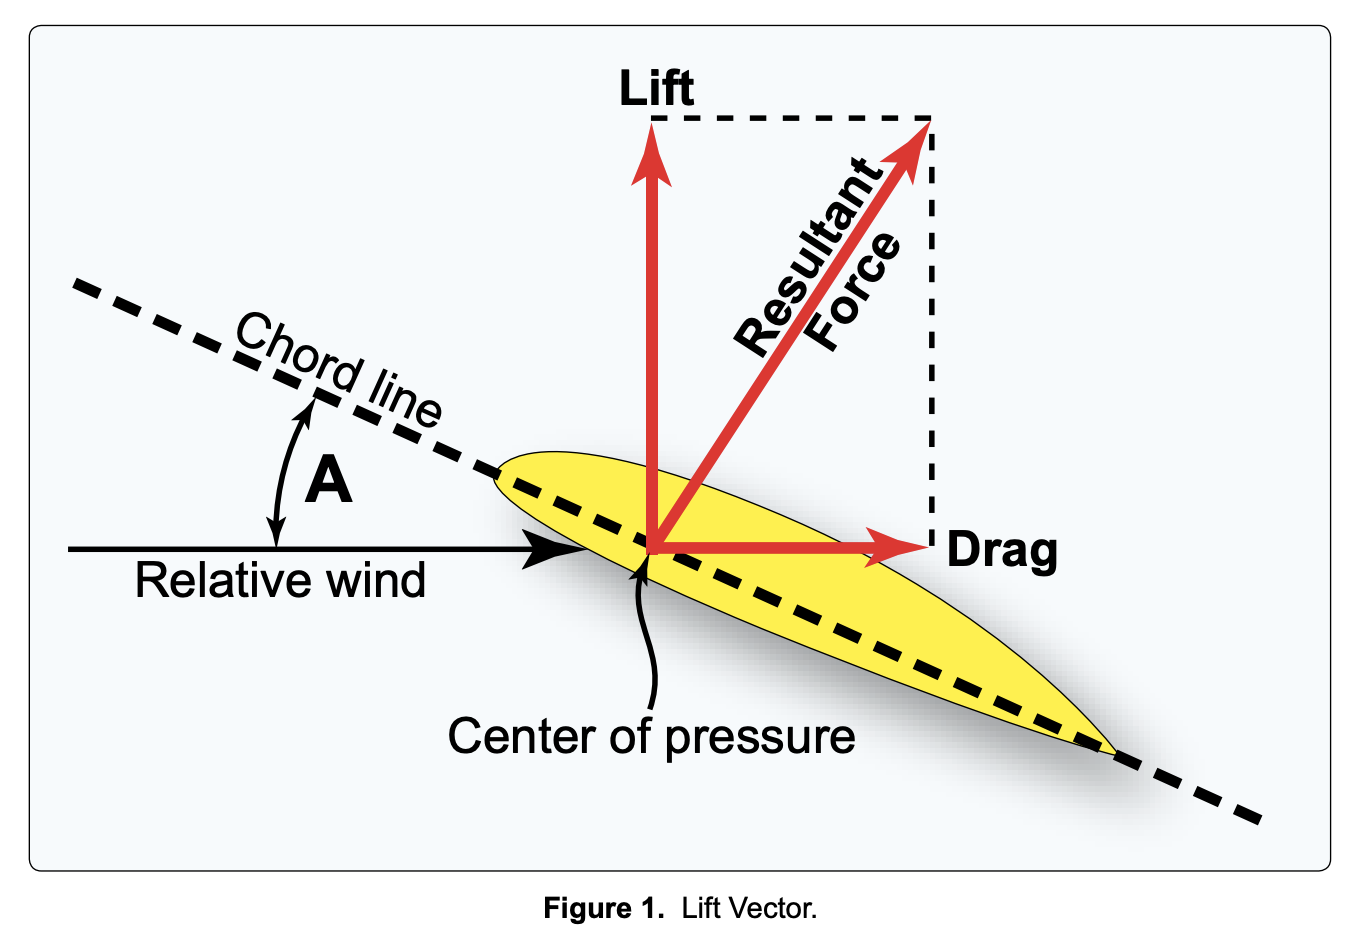 Lift
Resultant
Force
Chord line
A
Drag
Relative wind
Center of pressure
Figure 1. Lift Vector.